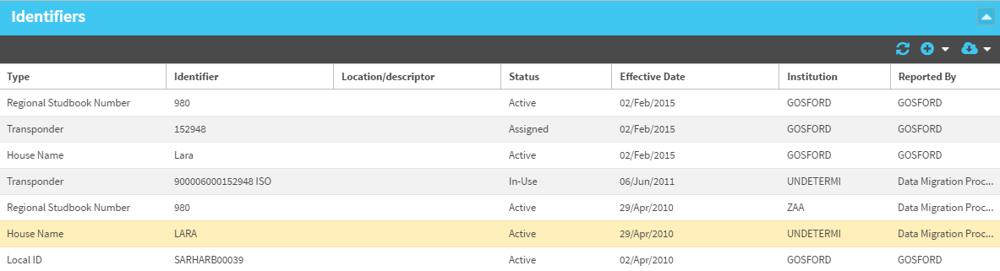 Identifiers
Type Identifier Location/descriptor Status Effective Date Institution Reported By
Regional Studbook Number 980 Active 02/Feb/2015 GOSFORD GOSFORD
Transponder 152948 Assigned 02/Feb/2015 GOSFORD GOSFORD
House Name Lara Active 02/Feb/2015 GOSFORD GOSFORD
Transponder 900006000152948 ISO In-Use 06/Jun/2011 UNDETERMI Data Migration Proc...
Regional Studbook Number 980 Active 29/Apr/2010 ZAA Data Migration Proc...
House Name LARA Active 29/Apr/2010 UNDETERMI Data Migration Proc...
Local ID SARHARB00039 Active 02/Apr/2010 GOSFORD GOSFORD